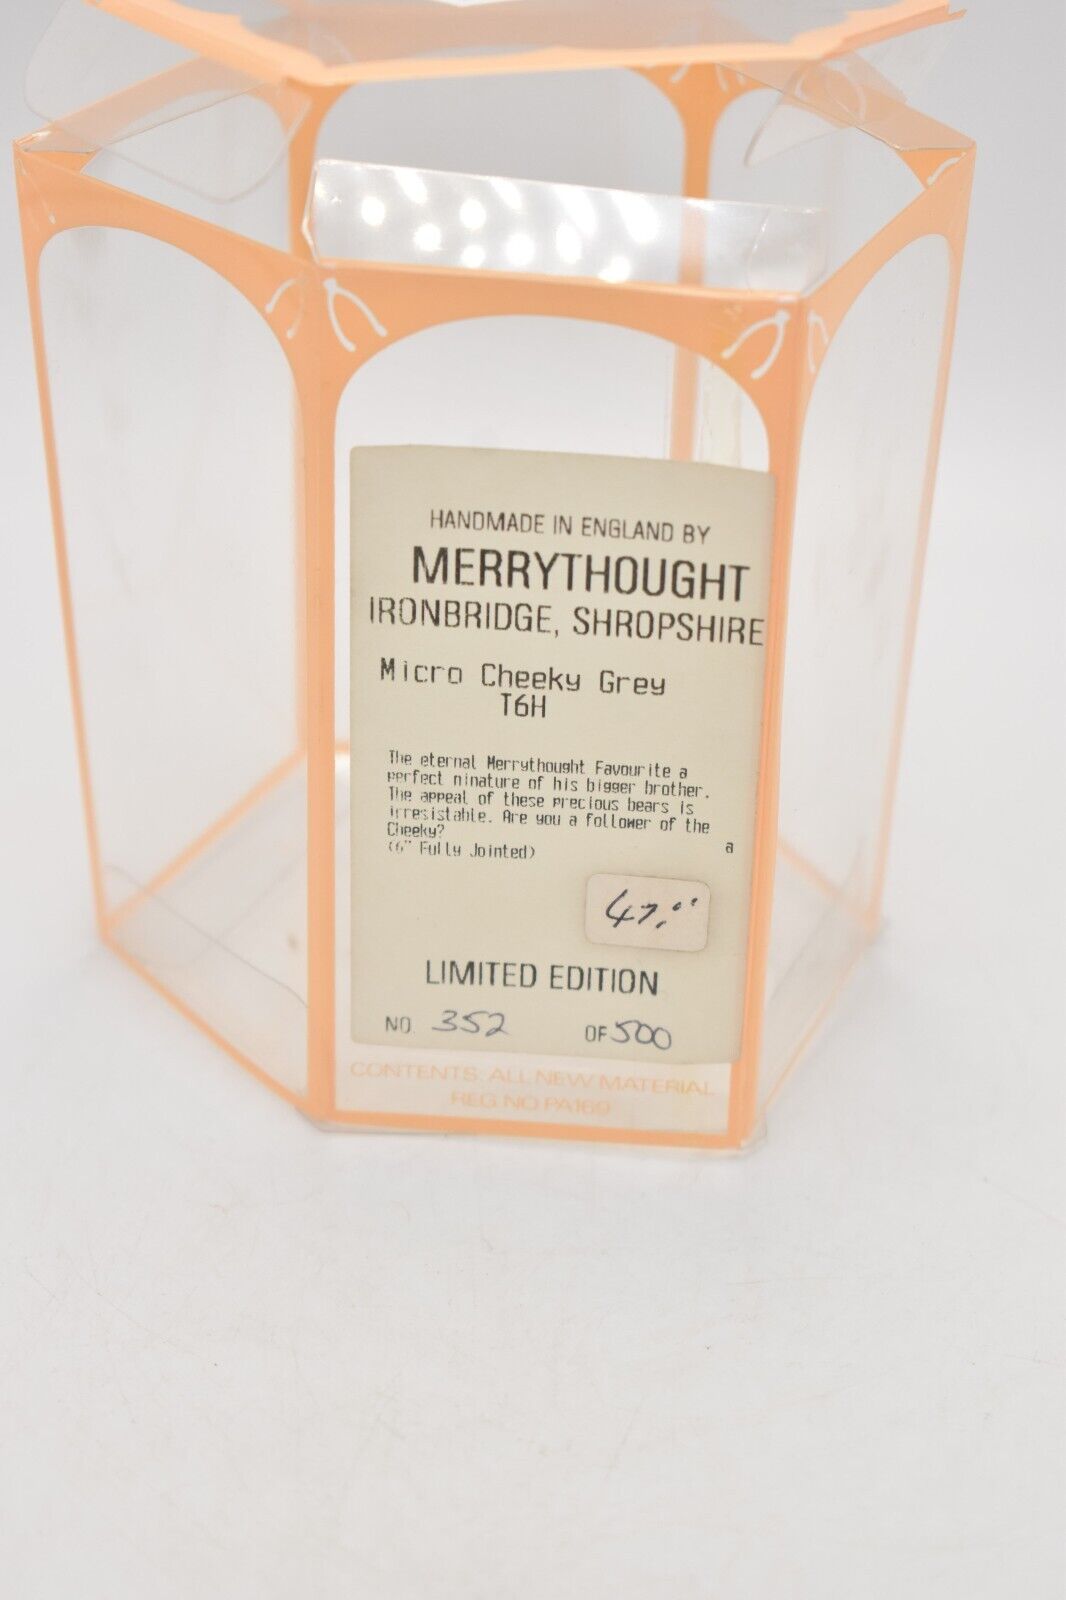 HANDMADE IN ENGLAND BY
MERRYTHOUGHT
IRONBRIDGE, SHROPSHIRE
Micro Cheeky Grey
T6H
The eternal Merrythought Favourite a
perfect ninature of his bigger brother.
The appeal of these precious bears is
irresistable. Are you a follower of the
Cheeky? a
(6" Fully Jointed)
47.00
LIMITED EDITION
NO. 352 OF 500
CONTENTS: ALL NEW MATERIAL
REG. NO PA169